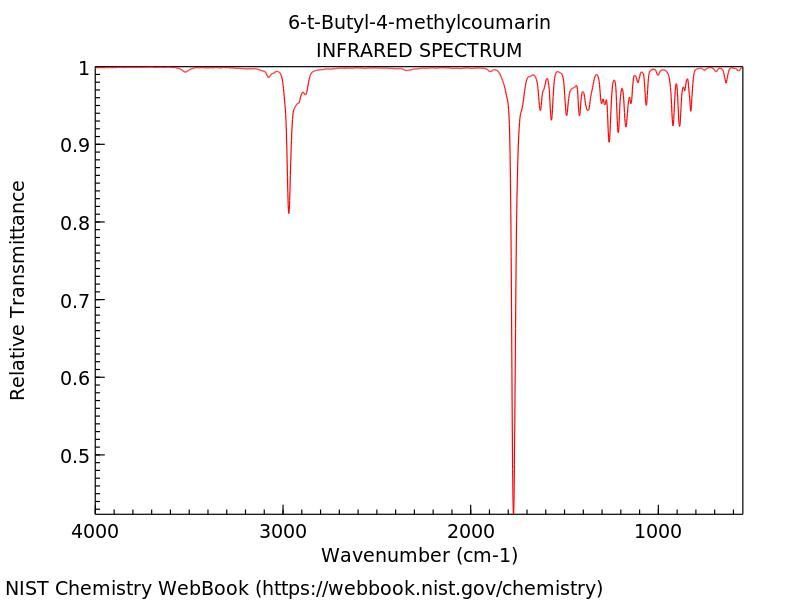 6-t-Butyl-4-methylcoumarin
INFRARED SPECTRUM
1
0.9
0.8
0.7
0.6
0.5
Relative Transmittance
4000 3000 2000 1000
Wavenumber (cm-1)
NIST Chemistry WebBook (https://webbook.nist.gov/chemistry)